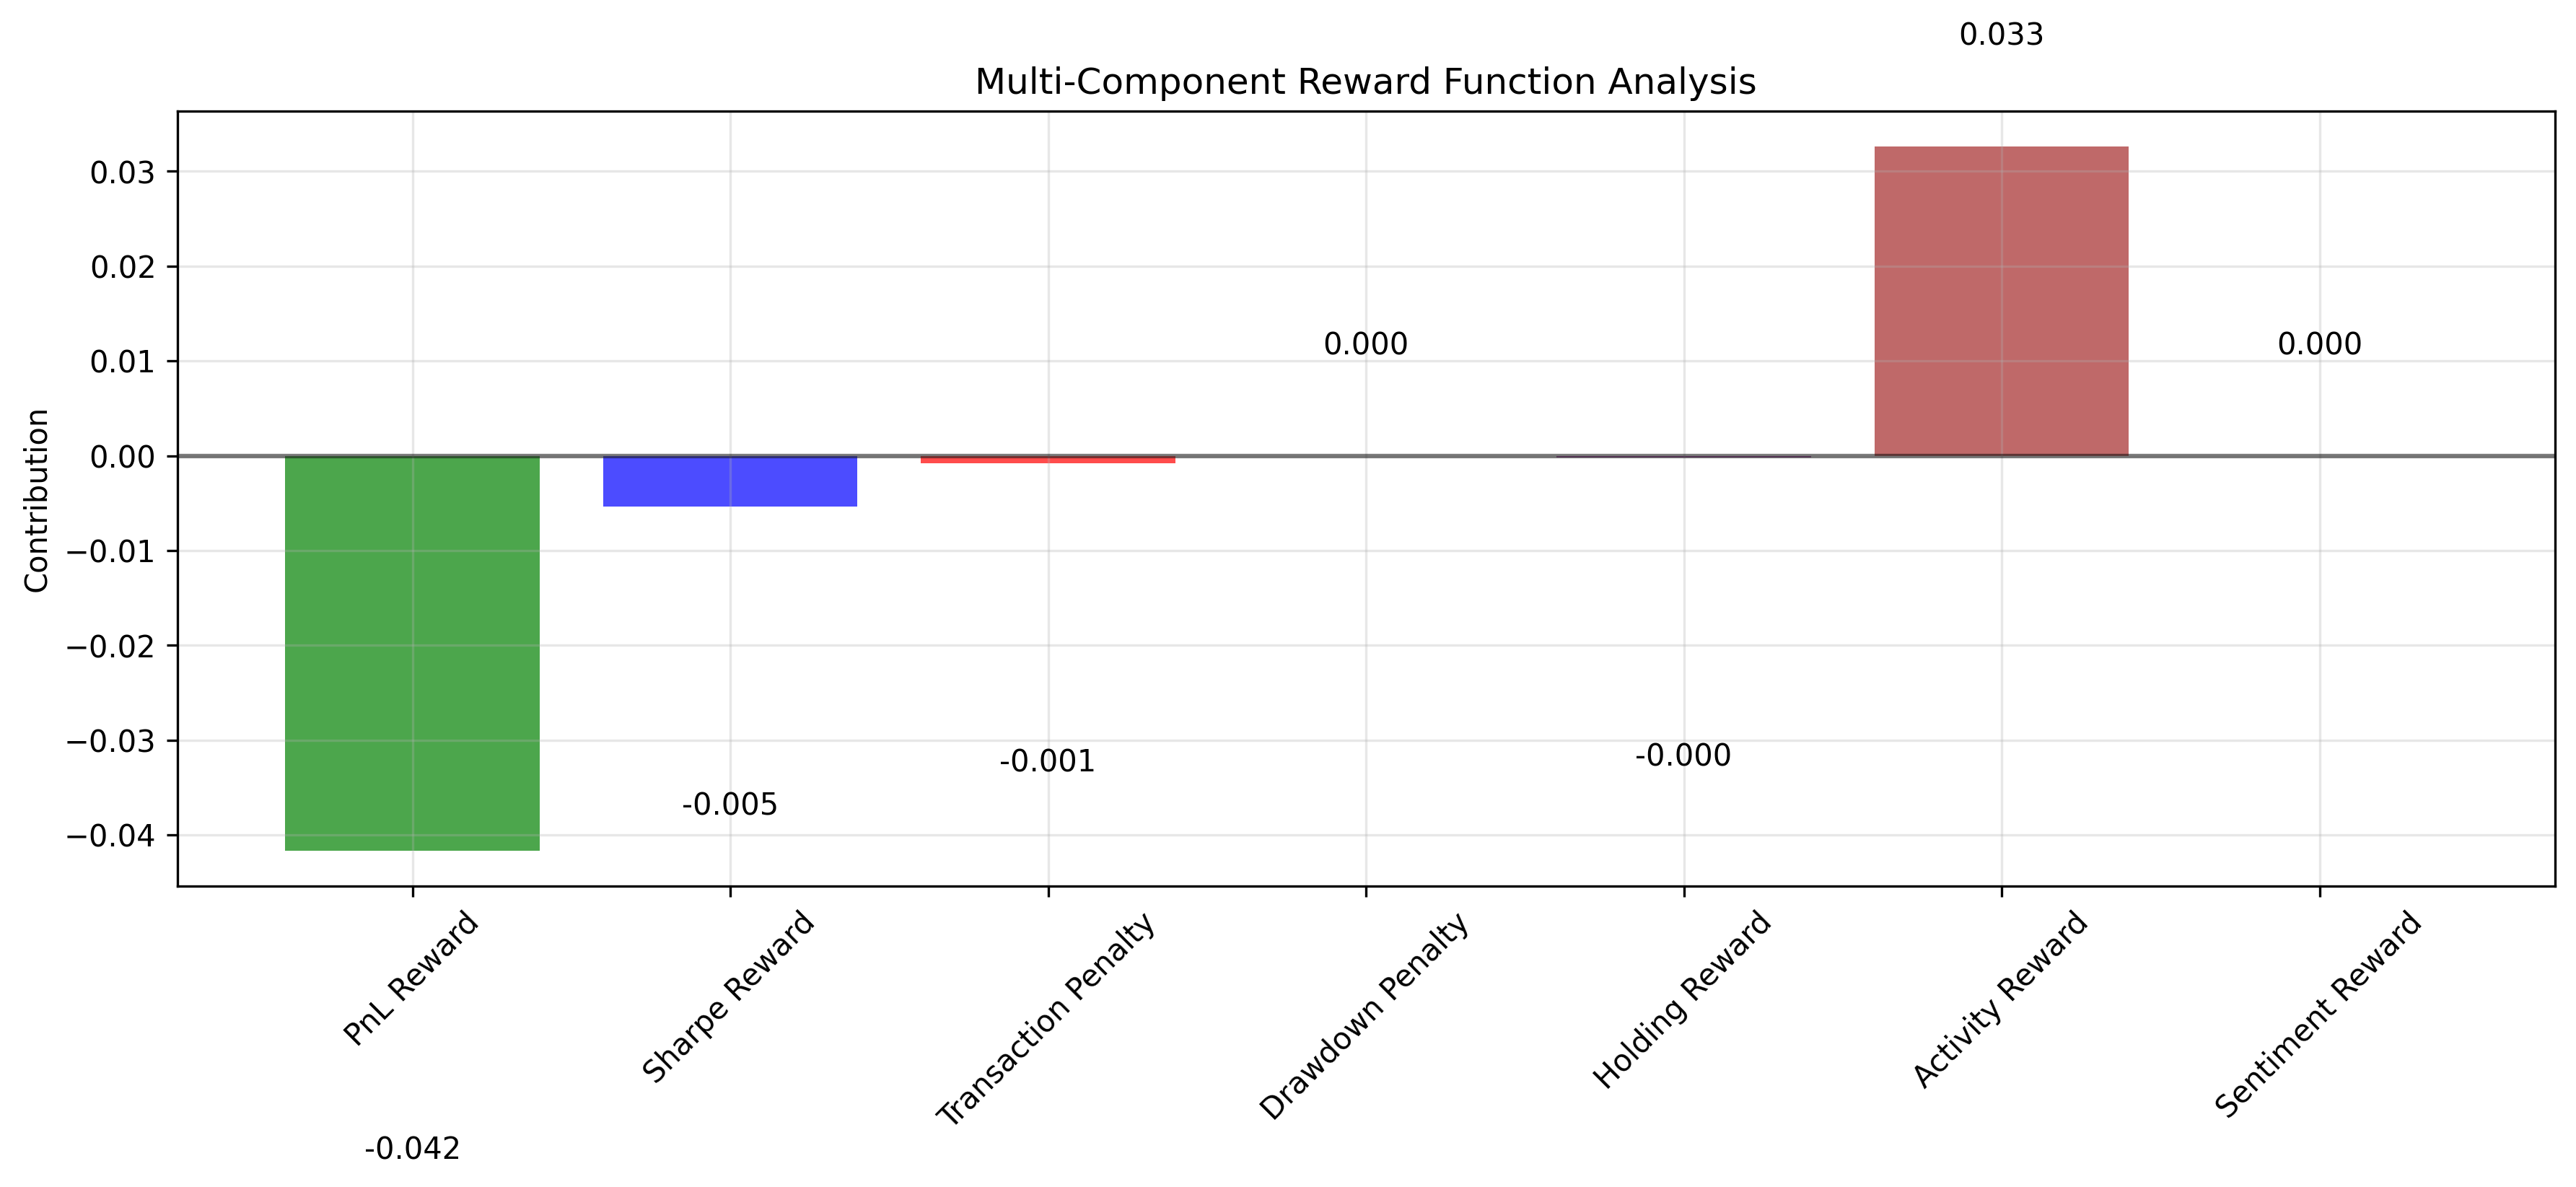 0.033
Multi-Component Reward Function Analysis
0.03
0.02
0.01
0.00
−0.01
−0.02
−0.03
−0.04
Contribution
0.000
0.000
-0.001
-0.000
-0.005
PnL Reward
Sharpe Reward
Transaction Penalty
Drawdown Penalty
Holding Reward
Activity Reward
Sentiment Reward
-0.042